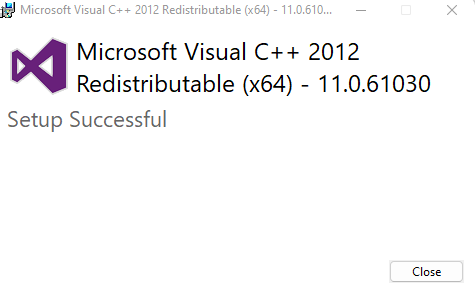 Microsoft Visual C++ 2012 Redistributable (x64) - 11.0.610...
Microsoft Visual C++ 2012
Redistributable (x64) - 11.0.61030
Setup Successful
Close